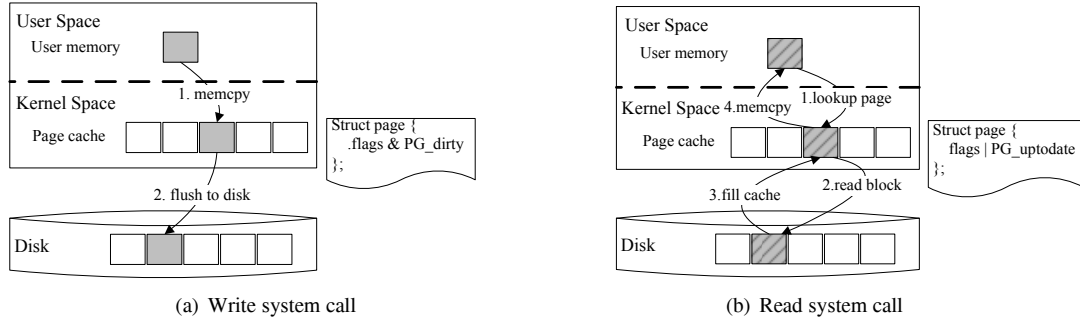 User Space
User memory
1. memcpy
Kernel Space
Page cache
Struct page {
.flags & PG_dirty
};
2. flush to disk
Disk
(a) Write system call
User Space
User memory
Kernel Space
4.memcpy
1.lookup page
Page cache
Struct page {
flags | PG_uptodate
};
3.fill cache
2.read block
Disk
(b) Read system call